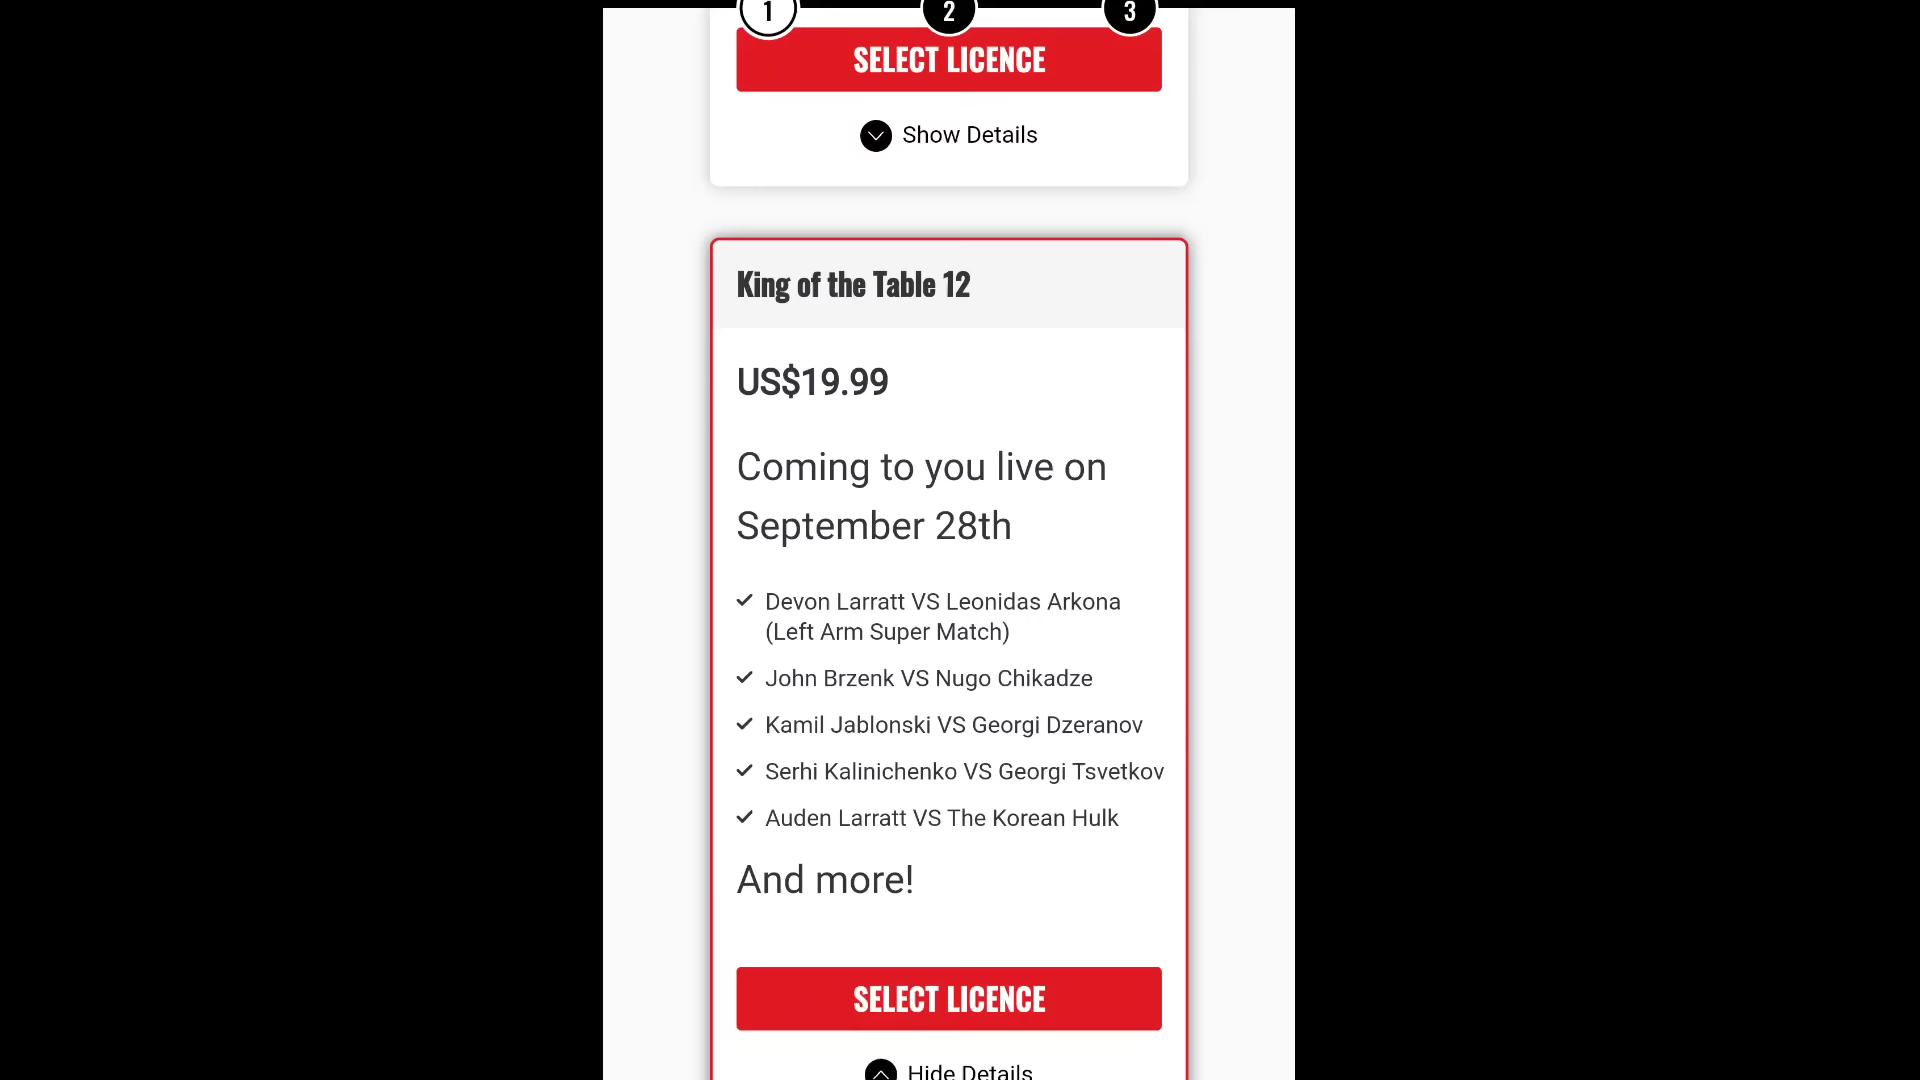 1
2
3
SELECT LICENCE
Show Details
King of the Table 12
US$19.99
Coming to you live on
September 28th
Devon Larratt VS Leonidas Arkona
(Left Arm Super Match)
John Brzenk VS Nugo Chikadze
Kamil Jablonski VS Georgi Dzeranov
Serhi Kalinichenko VS Georgi Tsvetkov
Auden Larratt VS The Korean Hulk
And more!
SELECT LICENCE
Hide Details